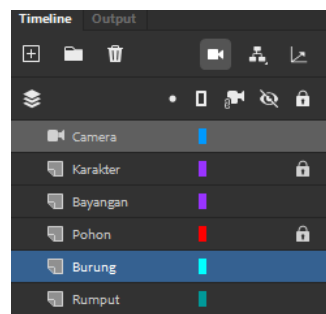 Timeline Output
Camera
Karakter
Bayangan
Pohon
Burung
Rumput